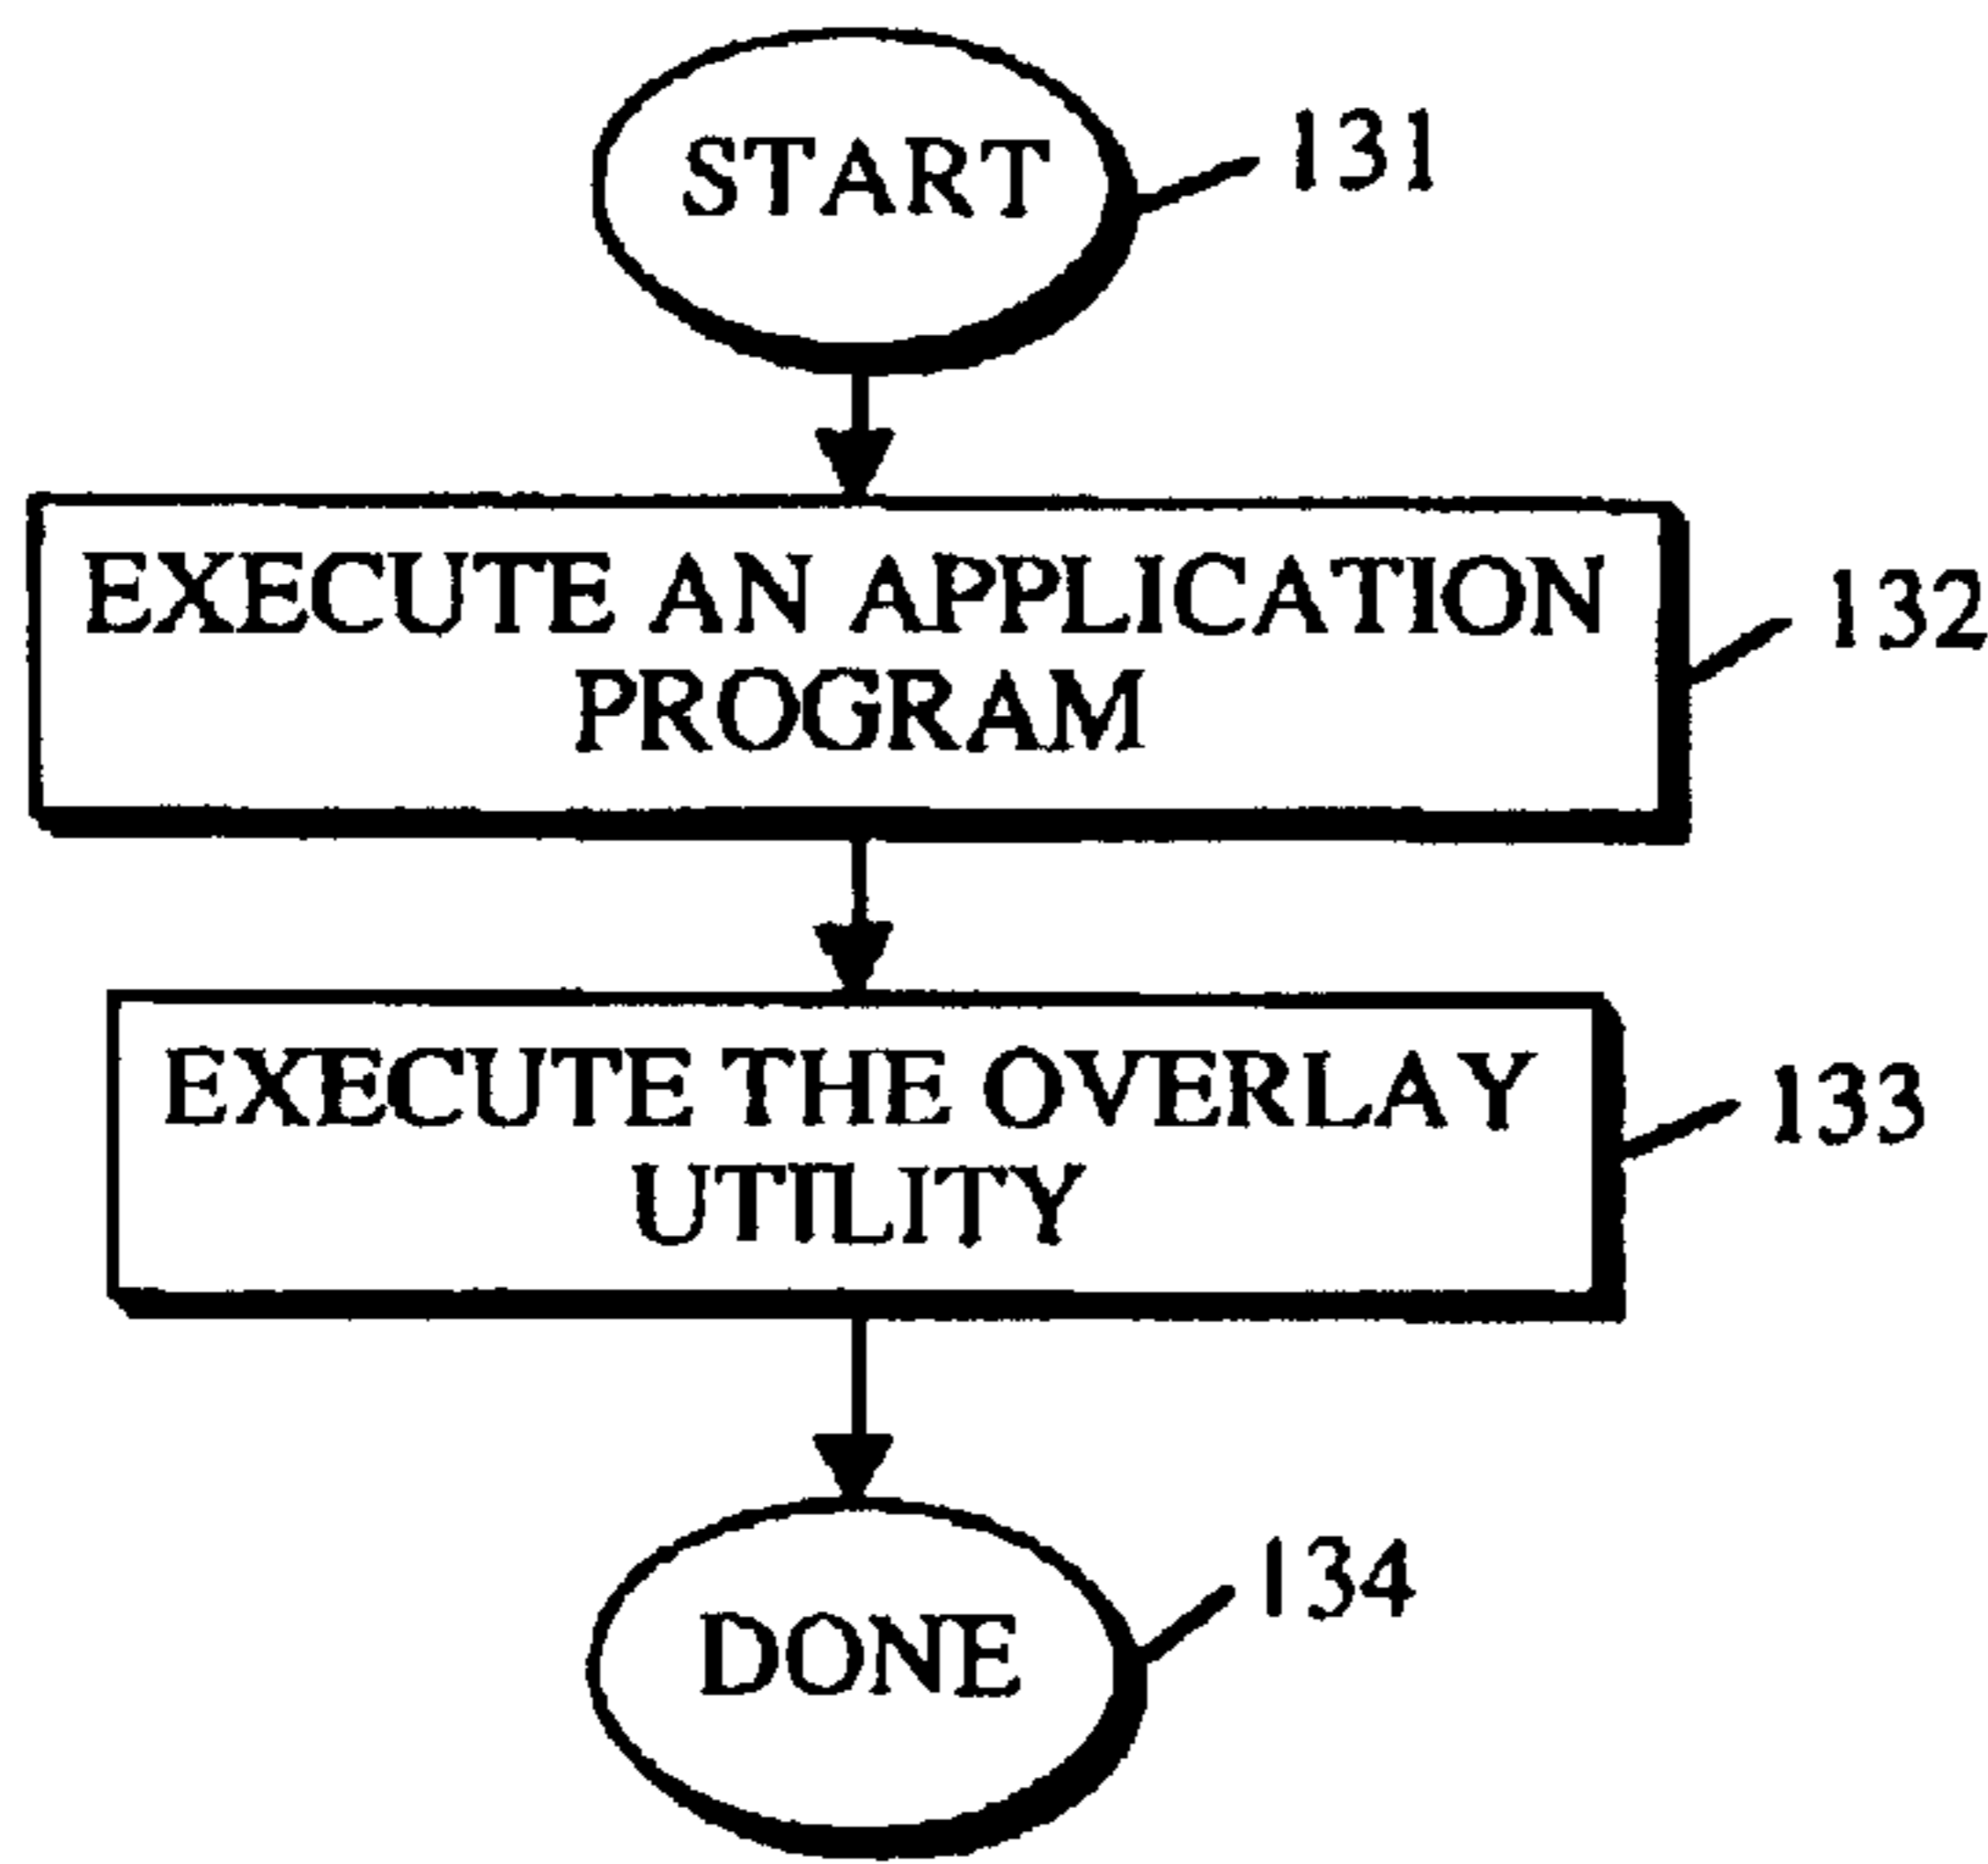 START
131
EXECUTE AN APPLICATION
PROGRAM
132
EXECUTE THE OVERLAY
UTILITY
133
DONE
134